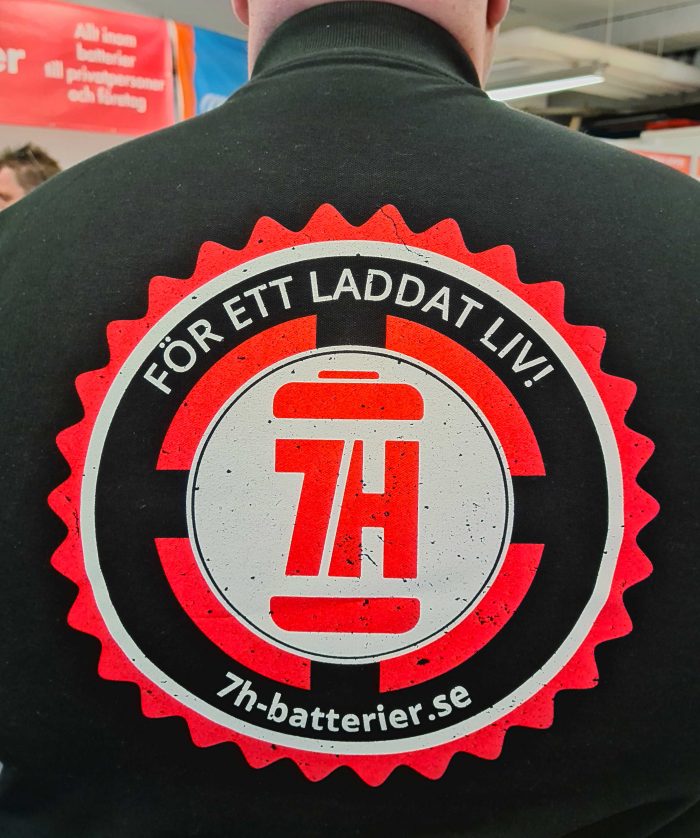 Allt inom
batterier
till privatpersoner
och företag
FÖR ETT LADDAT LIV!
7H
7h-batterier.se